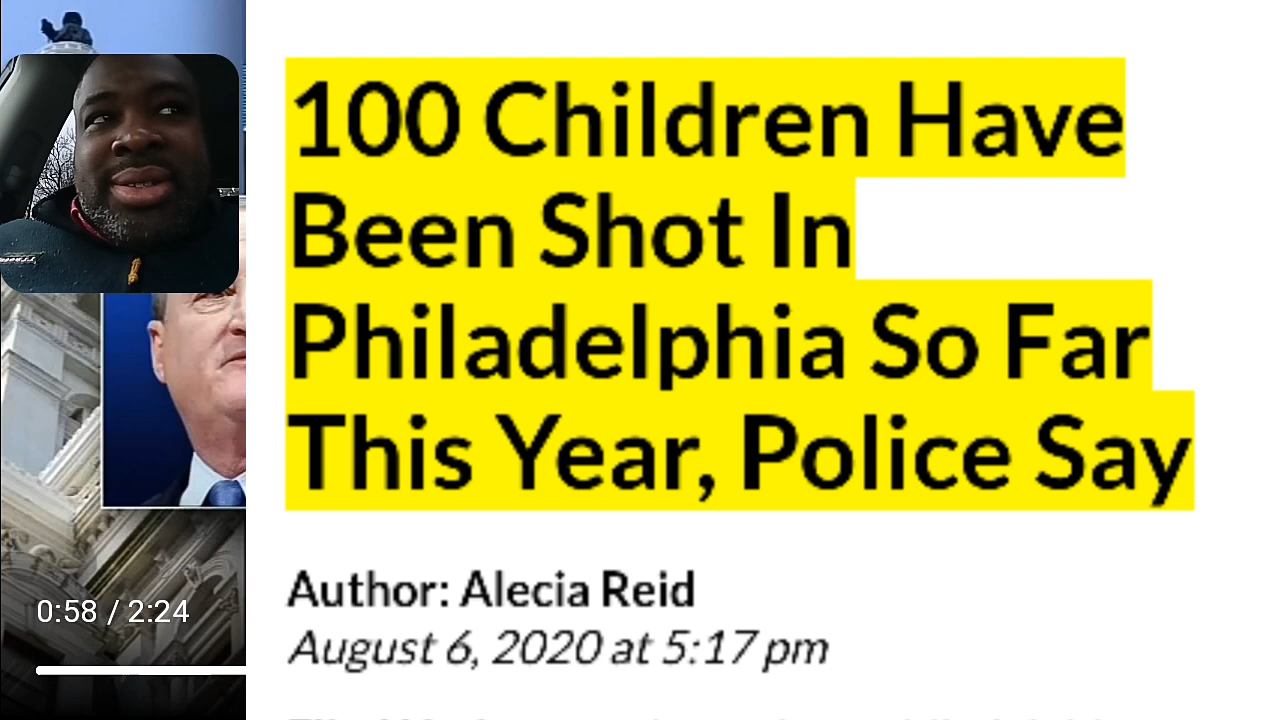 100 Children Have
Been Shot In
Philadelphia So Far
This Year, Police Say
Author: Alecia Reid
August 6, 2020 at 5:17 pm
0:58 / 2:24